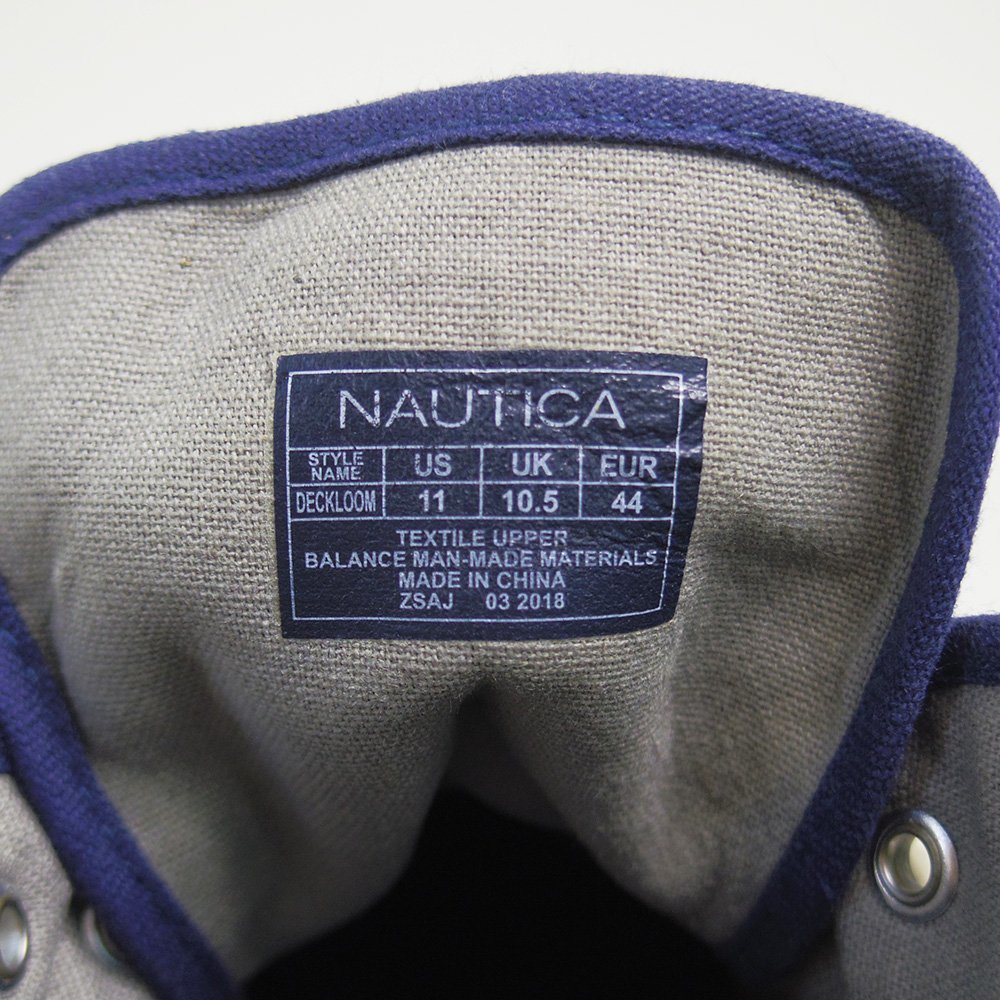 NAUTICA
STYLE NAME US UK EUR
DECKLOOM 11 10.5 44
TEXTILE UPPER
BALANCE MAN-MADE MATERIALS
MADE IN CHINA
ZSAJ 03 2018